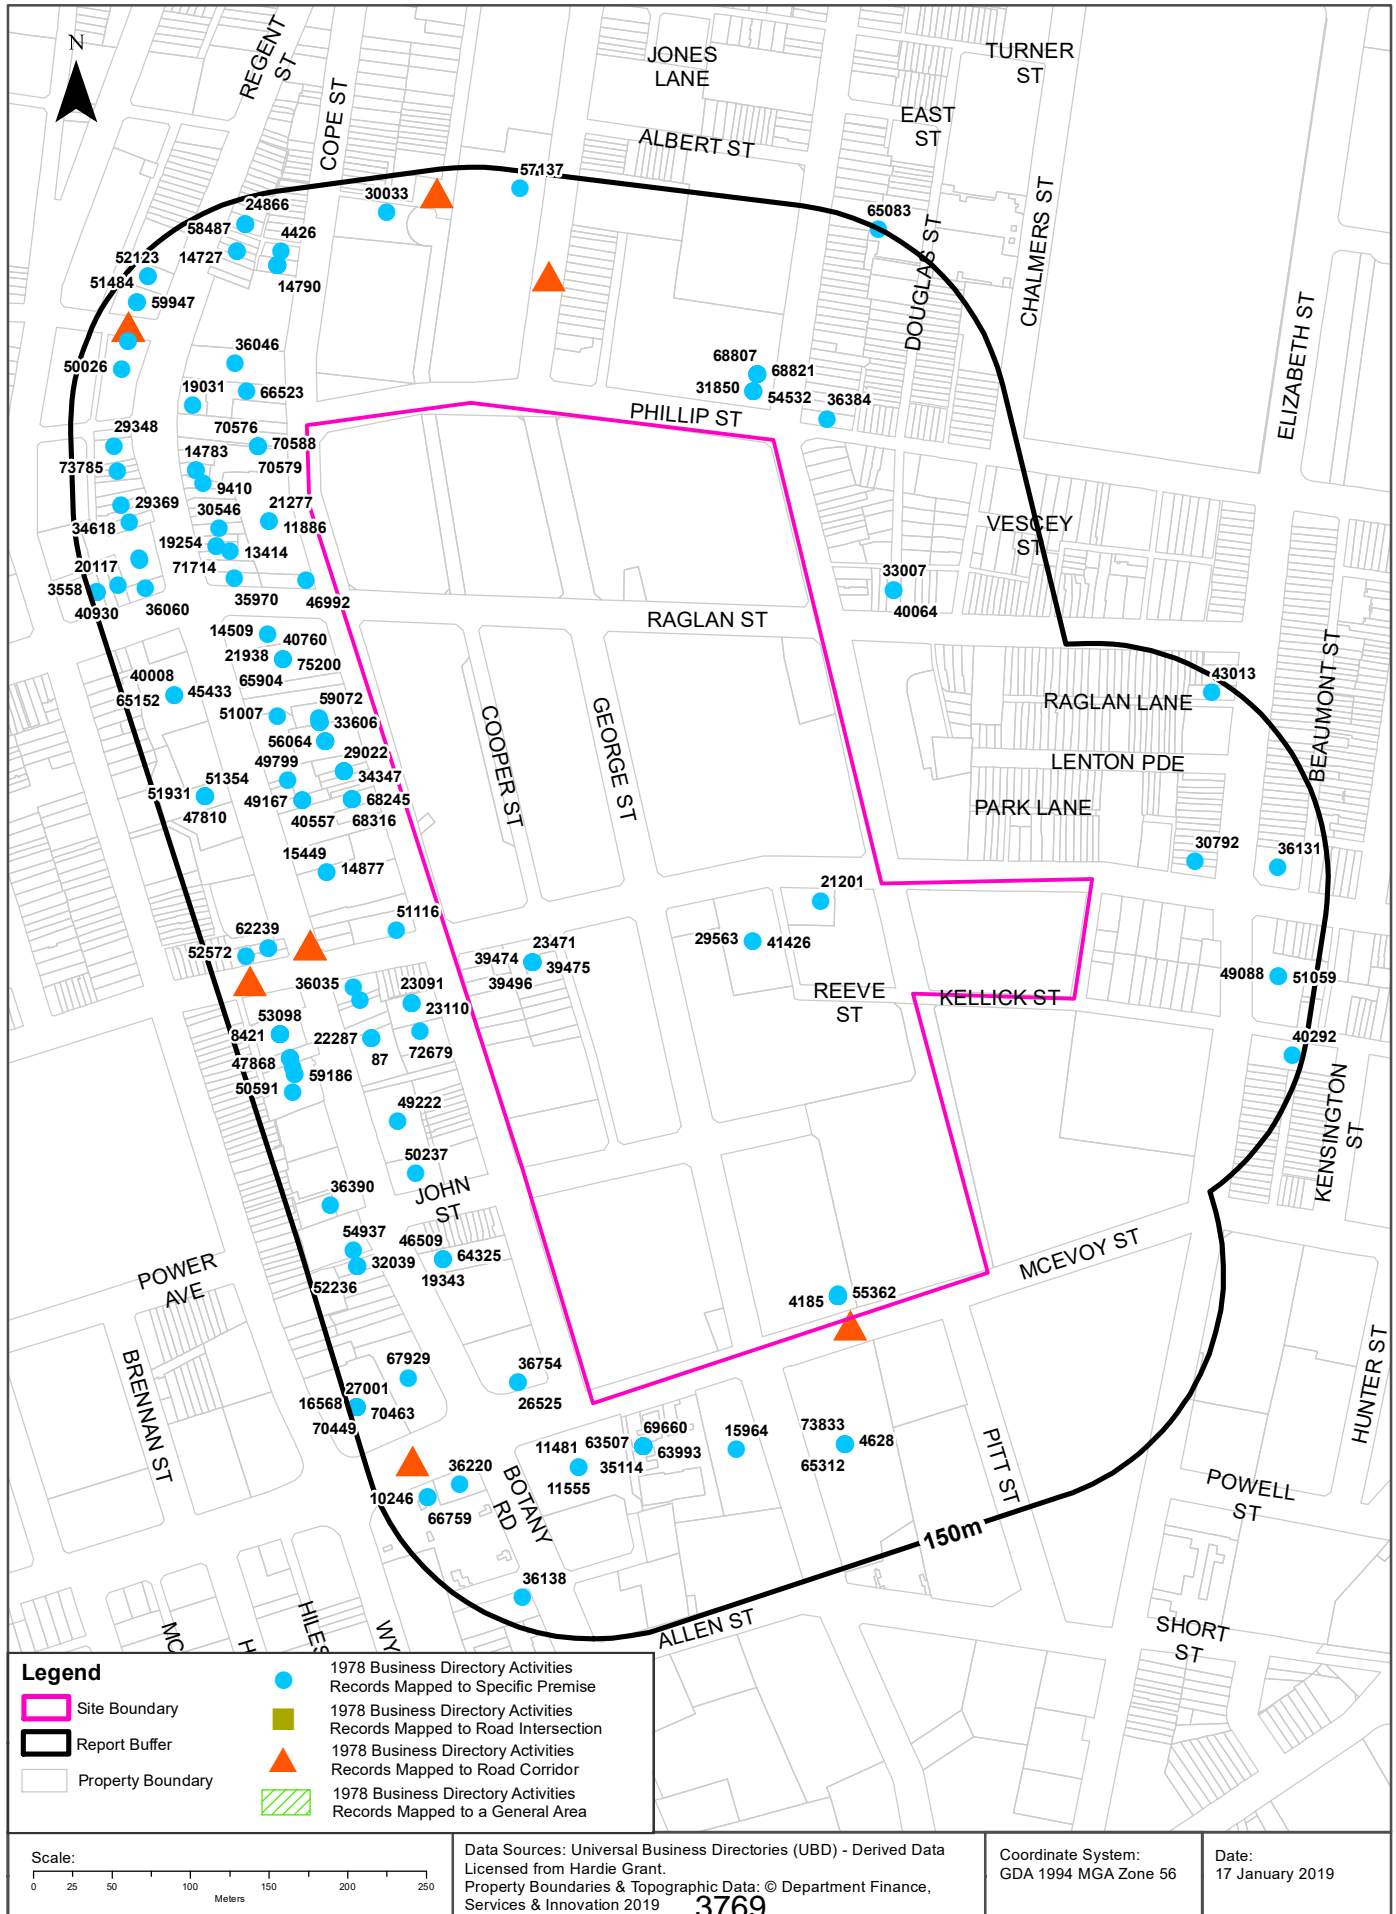 N
REGENT
ST
COPE ST
JONES
LANE
TURNER
ST
EAST
ST
ALBERT ST
57137
30033
24866
58487
4426
14727
14790
65083
DOUGLAS ST
CHALMERS ST
52123
51484
59947
50026
36046
19031
66523
68807
68821
31850
54532
36384
ELIZABETH ST
PHILLIP ST
29348
70576
70588
14783
70579
73785
9410
29369
21277
30546
11886
34618
19254
13414
VESCEY
ST
20117
71714
3558
35970
46992
40930
36060
33007
40064
RAGLAN ST
14509
40760
21938
75200
65904
40008
45433
65152
59072
51007
33606
56064
29022
49799
34347
51354
51931
49167
68245
47810
40557
68316
COOPER ST
GEORGE ST
43013
RAGLAN LANE
BEAUMONT ST
LENTON PDE
PARK LANE
30792
36131
15449
14877
21201
51116
62239
52572
23471
39474
39475
39496
29563
41426
36035
23091
23110
REEVE
ST
KELLICK ST
49088
51059
53098
8421
22287
87
72679
47868
59186
50591
40292
KENSINGTON
ST
49222
50237
JOHN
ST
36390
54937
46509
64325
32039
19343
52236
POWER
AVE
MCEVOY ST
4185
55362
BRENNAN ST
67929
36754
27001
16568
70463
26525
70449
HUNTER ST
69660
11481
63507
63993
35114
11555
15964
73833
4628
65312
PITT ST
36220
10246
66759
BOTANY
RD
POWELL
ST
150m
36138
ALLEN ST
SHORT
ST
MC
H
HILES
WY
Legend
Site Boundary
Report Buffer
Property Boundary
1978 Business Directory Activities
Records Mapped to Specific Premise
1978 Business Directory Activities
Records Mapped to Road Intersection
1978 Business Directory Activities
Records Mapped to Road Corridor
1978 Business Directory Activities
Records Mapped to a General Area
Scale:
0 25 50 100 150 200 250
Meters
Data Sources: Universal Business Directories (UBD) - Derived Data
Licensed from Hardie Grant.
Property Boundaries & Topographic Data: © Department Finance,
Services & Innovation 2019
3769
Coordinate System:
GDA 1994 MGA Zone 56
Date:
17 January 2019